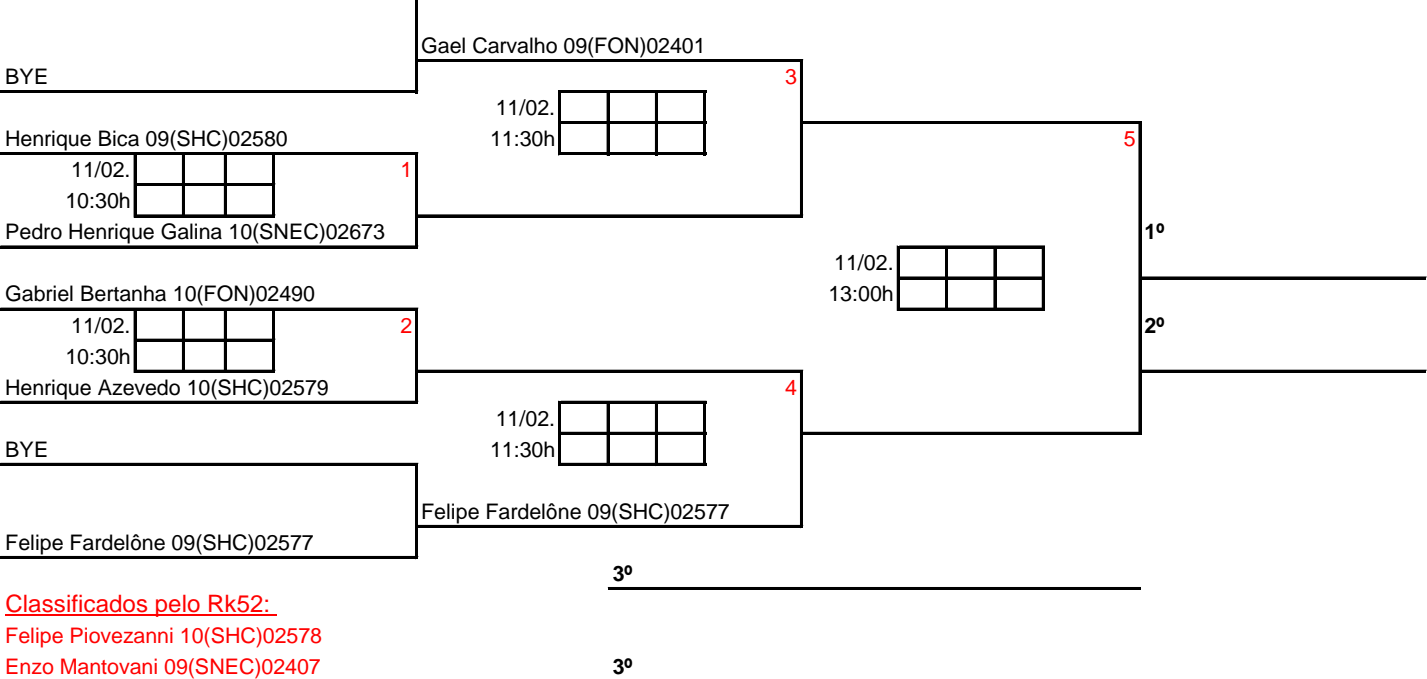 Gael Carvalho 09(FON)02401
BYE
3
11/02.
11:30h
Henrique Bica 09(SHC)02580
5
11/02.
1
10:30h
Pedro Henrique Galina 10(SNEC)02673
1º
11/02.
13:00h
Gabriel Bertanha 10(FON)02490
11/02.
2
2º
10:30h
Henrique Azevedo 10(SHC)02579
4
11/02.
11:30h
BYE
Felipe Fardelône 09(SHC)02577
Felipe Fardelône 09(SHC)02577
3º
Classificados pelo Rk52:
Felipe Piovezanni 10(SHC)02578
Enzo Mantovani 09(SNEC)02407
3º